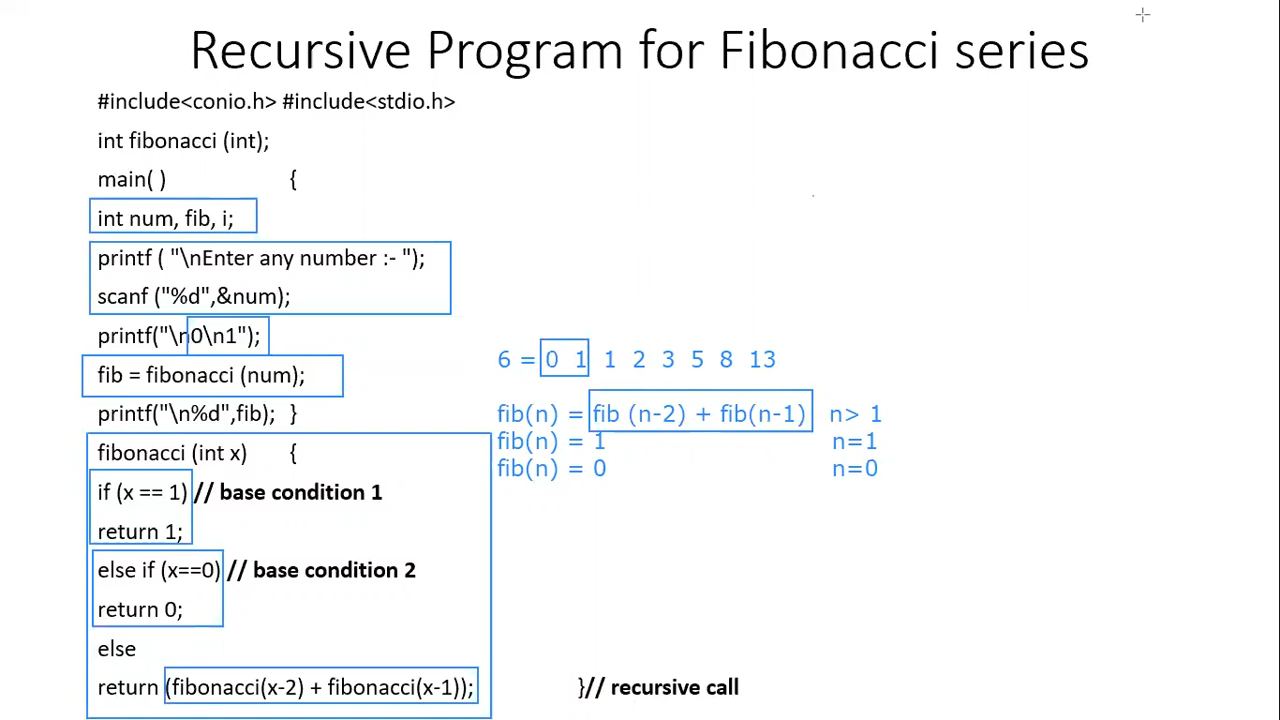 Recursive Program for Fibonacci series
#include<conio.h> #include<stdio.h>
int fibonacci (int);
main( ) {
int num, fib, i;
printf ( "\nEnter any number :- ");
scanf ("%d",&num);
printf("\n0\n1");
fib = fibonacci (num);
printf("\n%d",fib); }
fibonacci (int x) {
if (x == 1) // base condition 1
return 1;
else if (x==0) // base condition 2
return 0;
else
return (fibonacci(x-2) + fibonacci(x-1)); }// recursive call
6 = 0 1 1 2 3 5 8 13
fib(n) = fib (n-2) + fib(n-1) n> 1
fib(n) = 1 n=1
fib(n) = 0 n=0